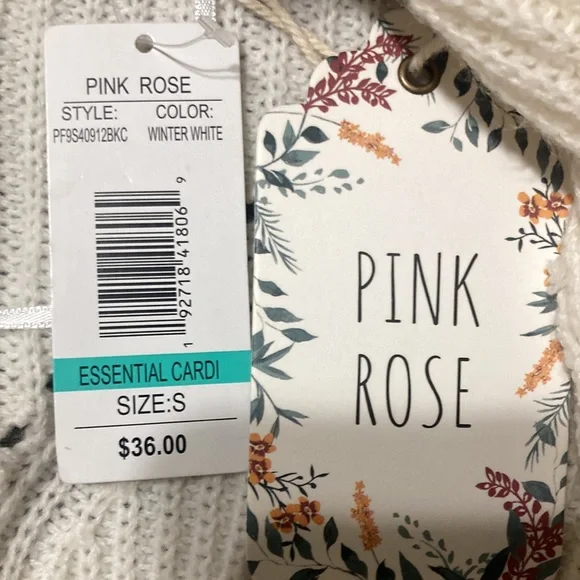 PINK ROSE
STYLE: COLOR:
PF9S40912BKC WINTER WHITE
1 92718 41806 9
ESSENTIAL CARDI
SIZE:S
$36.00
PINK
ROSE